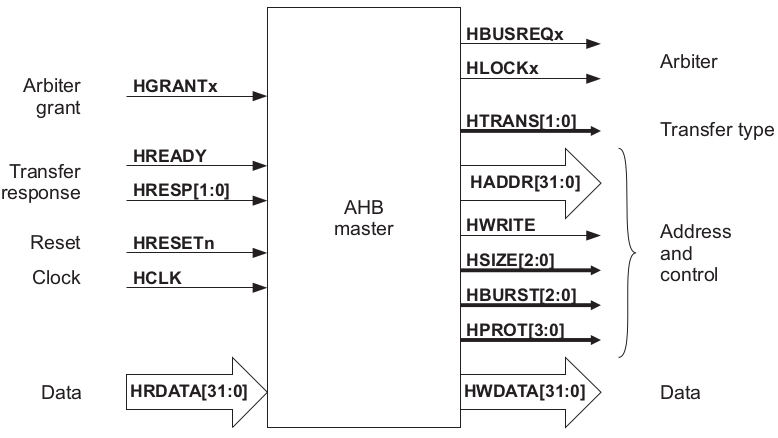 Arbiter
grant
HGRANTx
Transfer
response
HREADY
HRESP[1:0]
Reset
HRESETn
Clock
HCLK
Data
HRDATA[31:0]
AHB
master
HBUSREQx
HLOCKx
Arbiter
HTRANS[1:0]
Transfer type
HADDR[31:0]
HWRITE
HSIZE[2:0]
HBURST[2:0]
HPROT[3:0]
Address
and
control
HWDATA[31:0]
Data